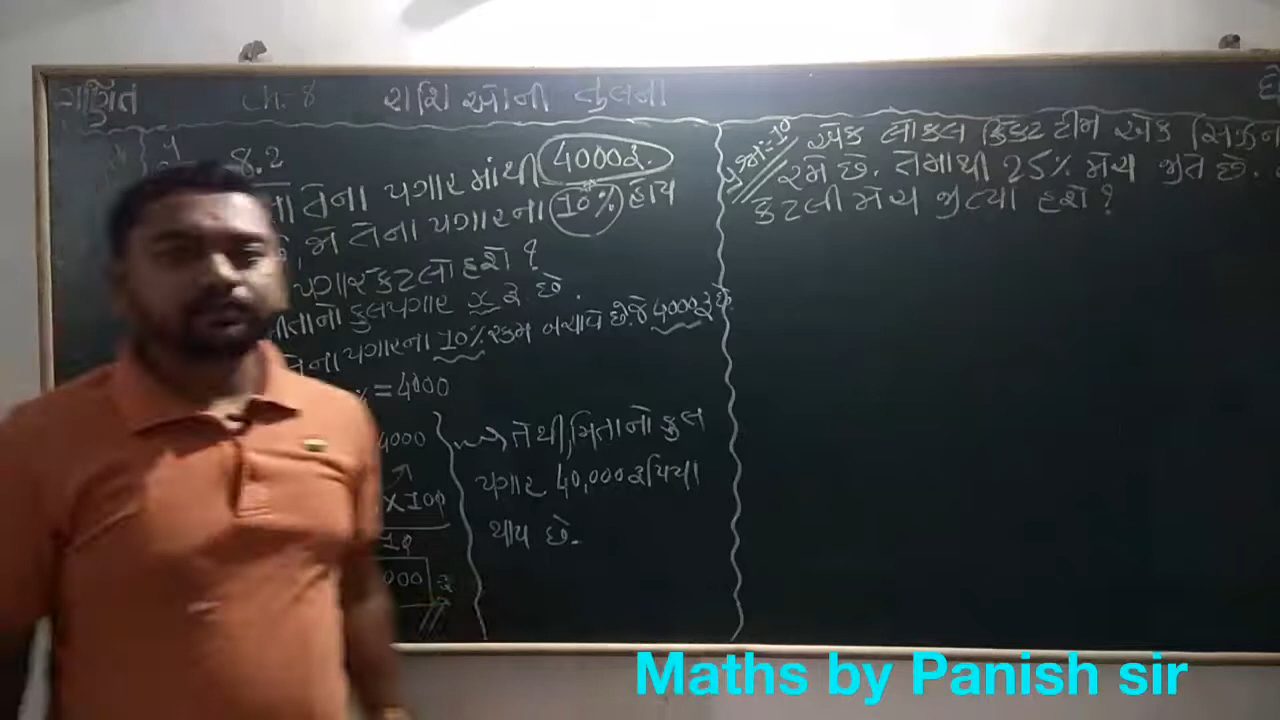 ગણિત ch-8 રાશિઓની તુલના
8.2
તેના પગારમાંથી 4000રૂ.
જો તેના પગારના 10% હોય
પગાર કેટલો હશે ?
કુલ પગાર x રૂ છે.
તેના પગારના 10% રકમ બચાવે છે.જે 4000રૂ છે
= 4000
4000
× 100
10
000 રૂ
તેથી, મિતાનો કુલ
પગાર 40,000 રૂપિયા
થાય છે.
પ્રશ્ન=10 એક લોકલ ક્રિકેટ ટીમ એક સિઝન
રમે છે. તેમાંથી 25% મેચ જીતે છે.
કેટલી મેચ જીત્યા હશે ?
Maths by Panish sir